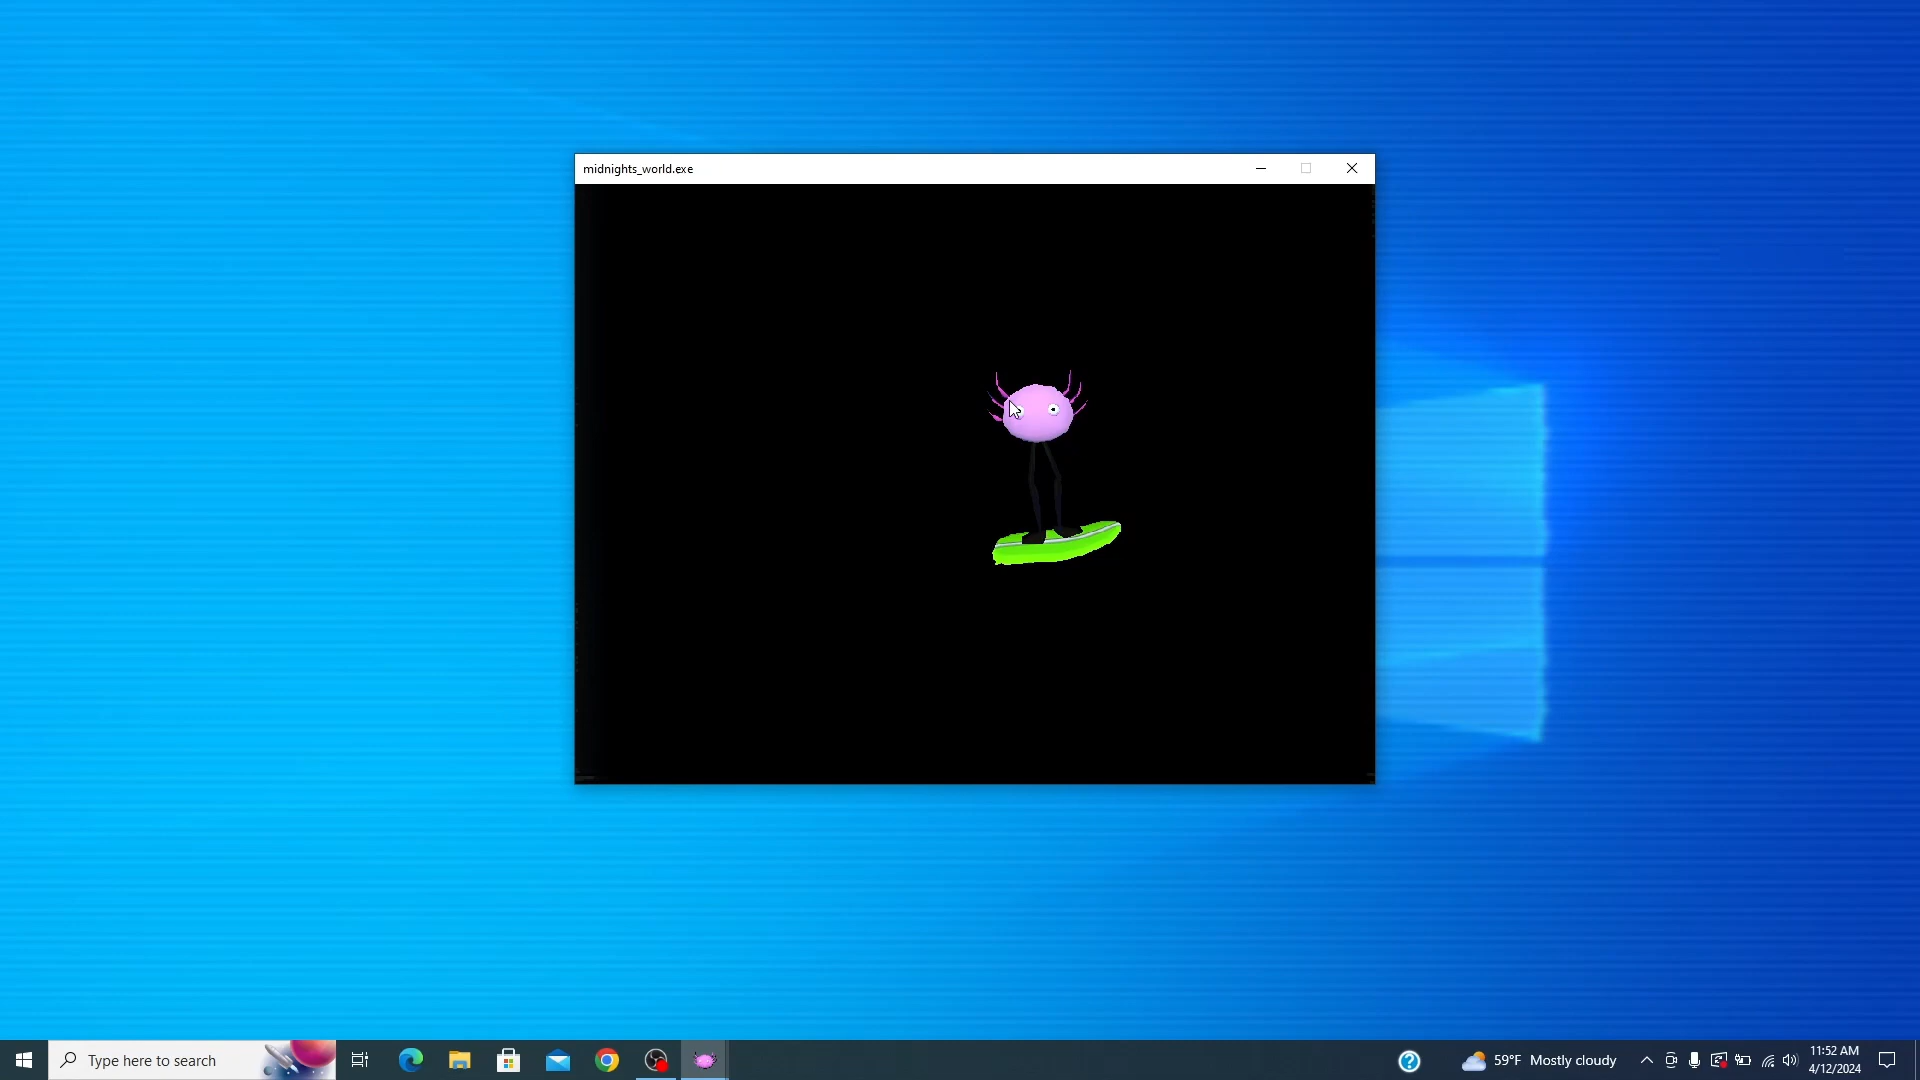 midnights_world.exe
Type here to search
59°F Mostly cloudy
11:52 AM
4/12/2024